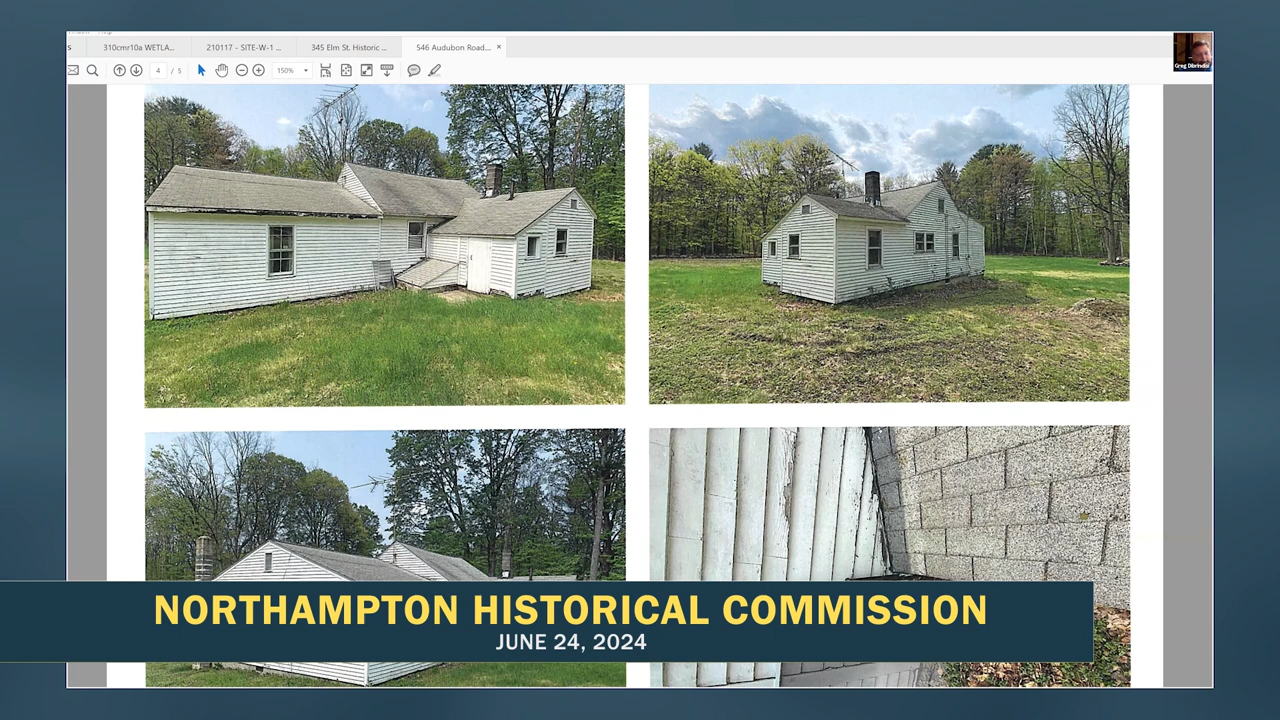 310cmr10a WETLA...
210117 - SITE-W-1 ...
345 Elm St. Historic ...
546 Audubon Road...
4 / 5
150%
Greg Dibrindisi
NORTHAMPTON HISTORICAL COMMISSION
JUNE 24, 2024